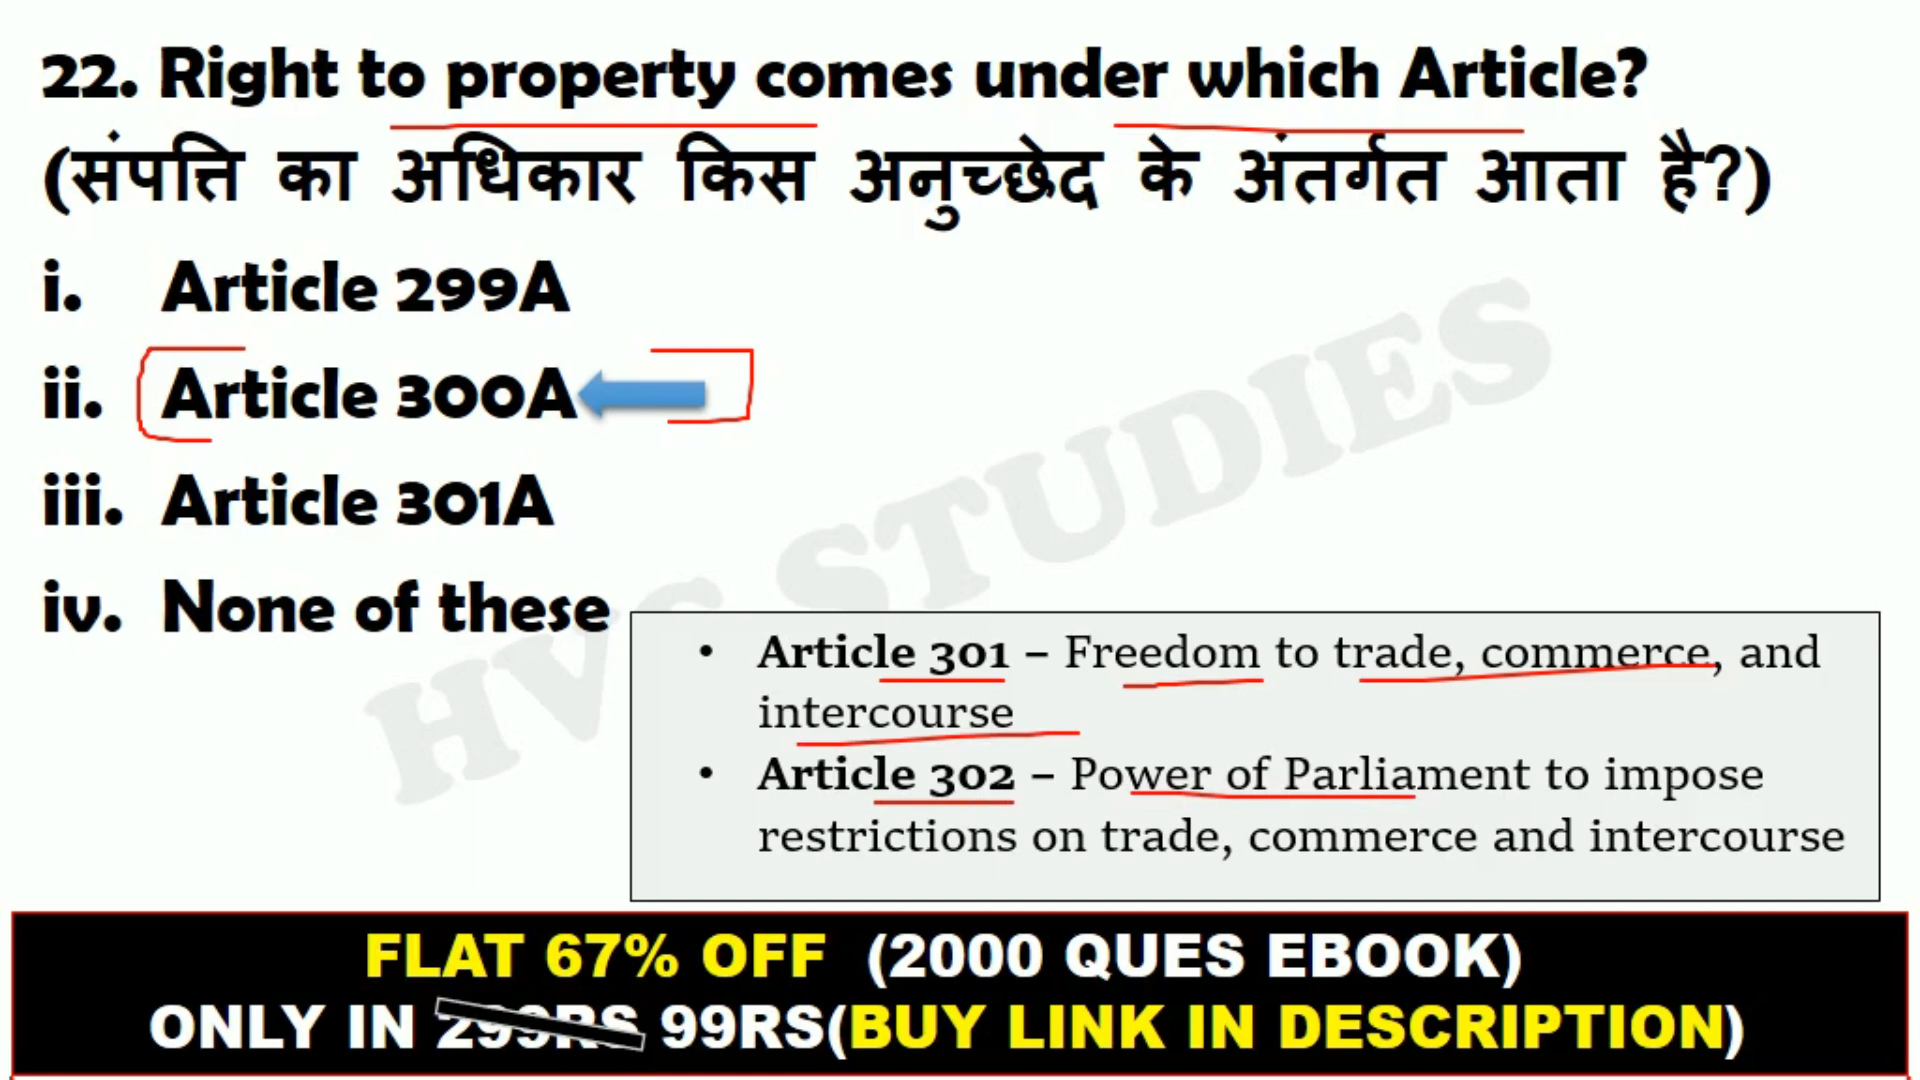 22. Right to property comes under which Article?
(संपत्ति का अधिकार किस अनुच्छेद के अंतर्गत आता है?)
i. Article 299A
ii. Article 300A
iii. Article 301A
iv. None of these
HVS STUDIES
• Article 301 – Freedom to trade, commerce, and
intercourse
• Article 302 – Power of Parliament to impose
restrictions on trade, commerce and intercourse
FLAT 67% OFF (2000 QUES EBOOK)
ONLY IN 299RS 99RS(BUY LINK IN DESCRIPTION)